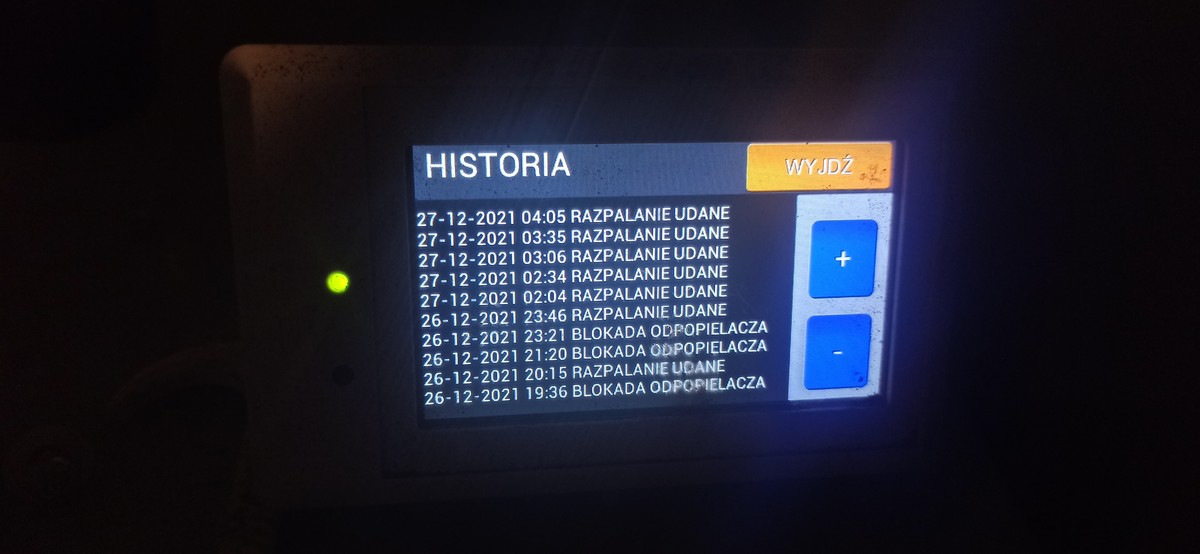 HISTORIA
WYJDŹ
27-12-2021 04:05 RAZPALANIE UDANE
27-12-2021 03:35 RAZPALANIE UDANE
27-12-2021 03:06 RAZPALANIE UDANE
27-12-2021 02:34 RAZPALANIE UDANE
27-12-2021 02:04 RAZPALANIE UDANE
26-12-2021 23:46 RAZPALANIE UDANE
26-12-2021 23:21 BLOKADA ODPOPIELACZA
26-12-2021 21:20 BLOKADA ODPOPIELACZA
26-12-2021 20:15 RAZPALANIE UDANE
26-12-2021 19:36 BLOKADA ODPOPIELACZA
+
-